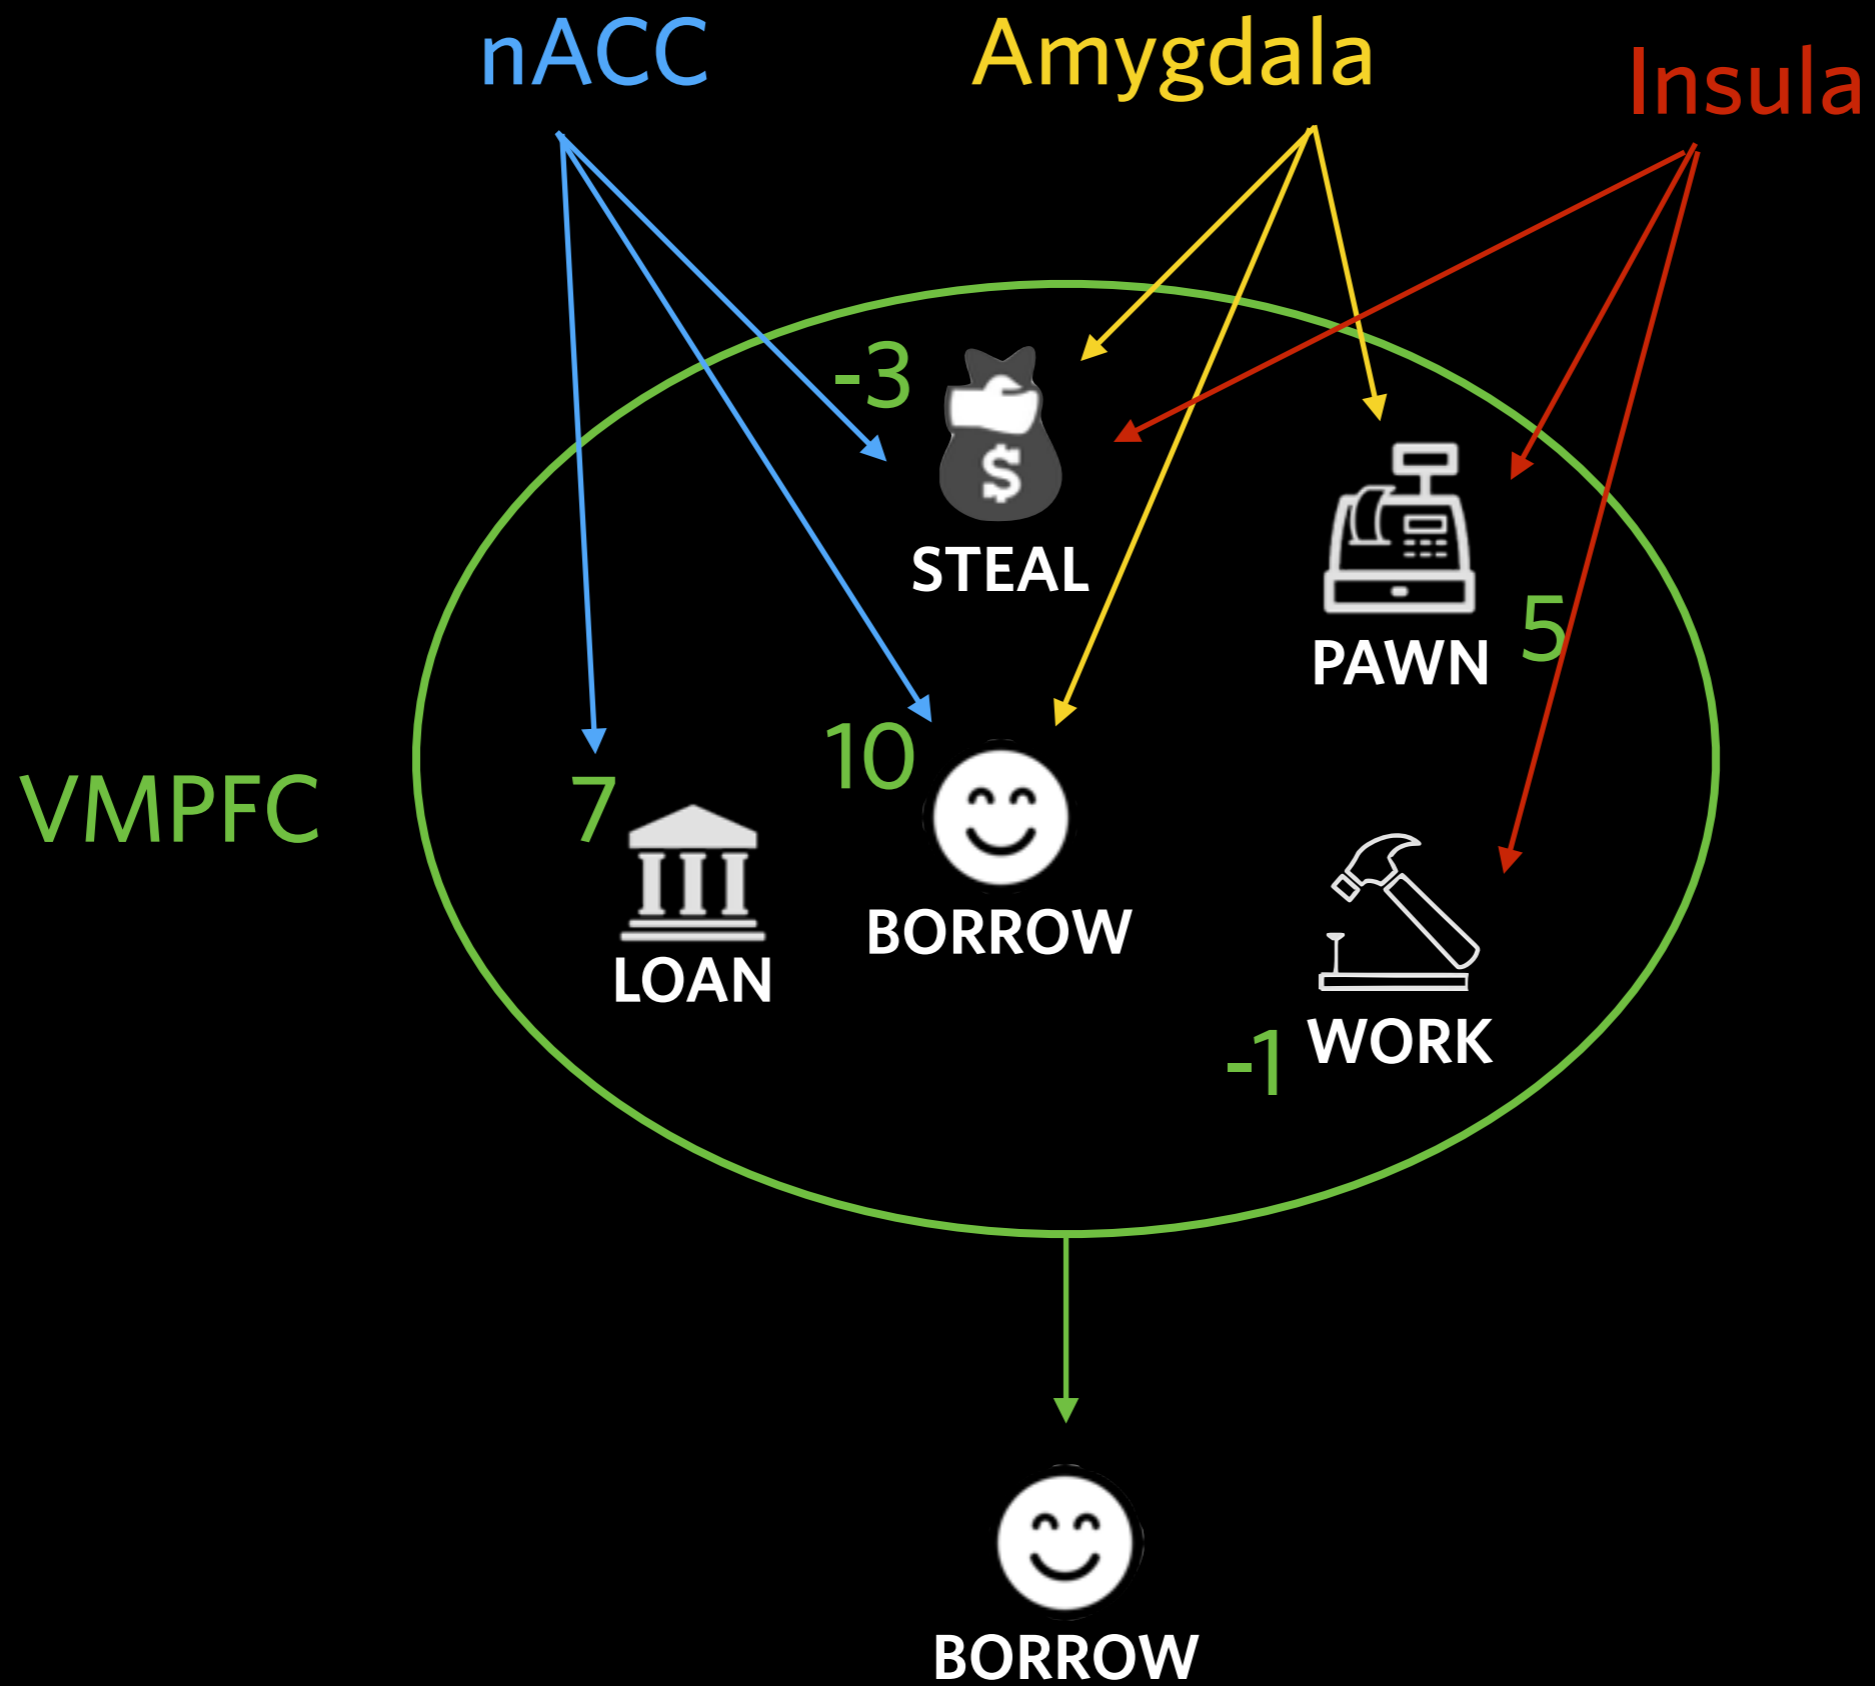 nACC
Amygdala
Insula
-3
$
STEAL
PAWN
5
VMPFC
7
10
LOAN
BORROW
-1
WORK
BORROW